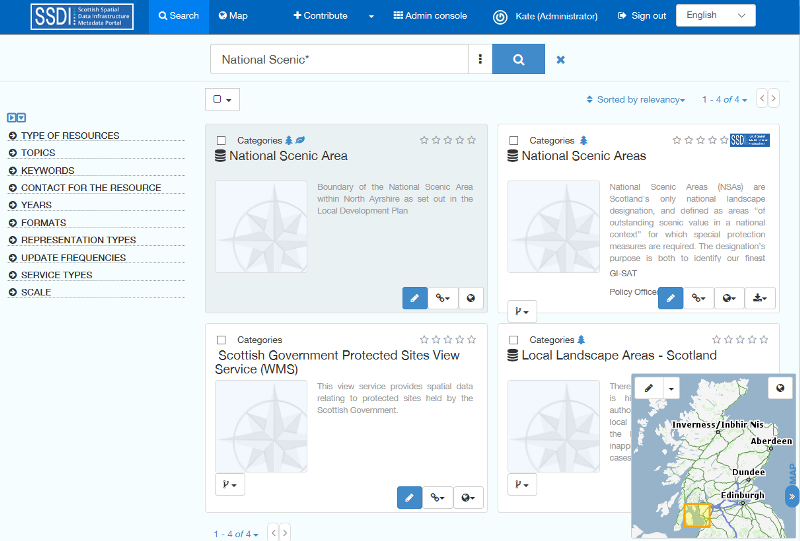 SSDI Scottish Spatial
Data Infrastructure
Metadata Portal
Search
Map
Contribute
Admin console
Kate (Administrator)
Sign out
English
National Scenic*
Sorted by relevancy
1 - 4 of 4
TYPE OF RESOURCES
TOPICS
KEYWORDS
CONTACT FOR THE RESOURCE
YEARS
FORMATS
REPRESENTATION TYPES
UPDATE FREQUENCIES
SERVICE TYPES
SCALE
Categories
National Scenic Area
Boundary of the National Scenic Area
within North Ayrshire as set out in the
Local Development Plan
Categories
SSDI
National Scenic Areas
National Scenic Areas (NSAs) are
Scotland's only national landscape
designation, and defined as areas "of
outstanding scenic value in a national
context" for which special protection
measures are required. The designation's
purpose is both to identify our finest
GI-SAT
Policy Office
Categories
Scottish Government Protected Sites View
Service (WMS)
This view service provides spatial data
relating to protected sites held by the
Scottish Government.
Categories
Local Landscape Areas - Scotland
There
is hi
autho
local
the l
inapp
cases
Inverness/Inbhir Nis
Aberdeen
Dundee
Edinburgh
MAP
1 - 4 of 4